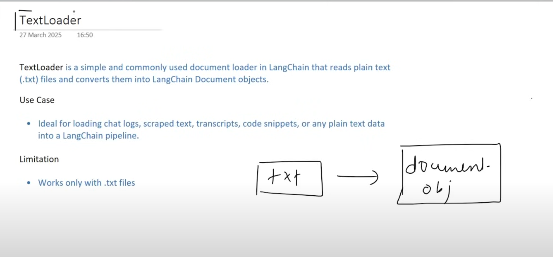 TextLoader
27 March 2025 16:50
TextLoader is a simple and commonly used document loader in LangChain that reads plain text
(.txt) files and converts them into LangChain Document objects.
Use Case
• Ideal for loading chat logs, scraped text, transcripts, code snippets, or any plain text data
into a LangChain pipeline.
Limitation
• Works only with .txt files
txt
document-
obj